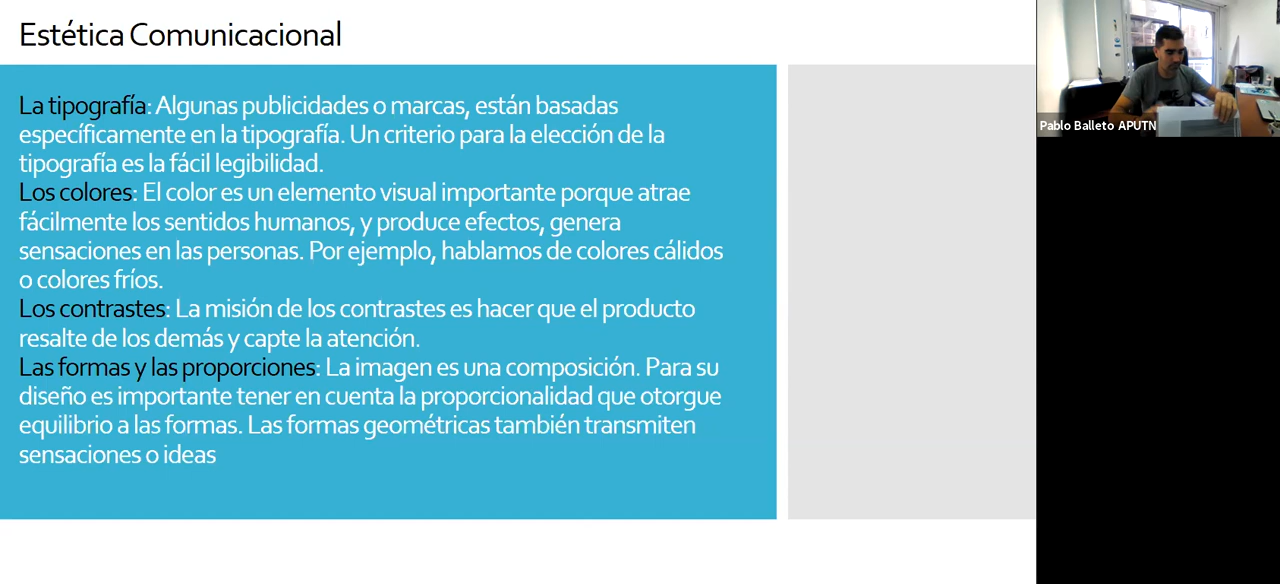 Estética Comunicacional
La tipografía: Algunas publicidades o marcas, están basadas
específicamente en la tipografía. Un criterio para la elección de la
tipografía es la fácil legibilidad.
Los colores: El color es un elemento visual importante porque atrae
fácilmente los sentidos humanos, y produce efectos, genera
sensaciones en las personas. Por ejemplo, hablamos de colores cálidos
o colores fríos.
Los contrastes: La misión de los contrastes es hacer que el producto
resalte de los demás y capte la atención.
Las formas y las proporciones: La imagen es una composición. Para su
diseño es importante tener en cuenta la proporcionalidad que otorgue
equilibrio a las formas. Las formas geométricas también transmiten
sensaciones o ideas
Pablo Balleto APUTN